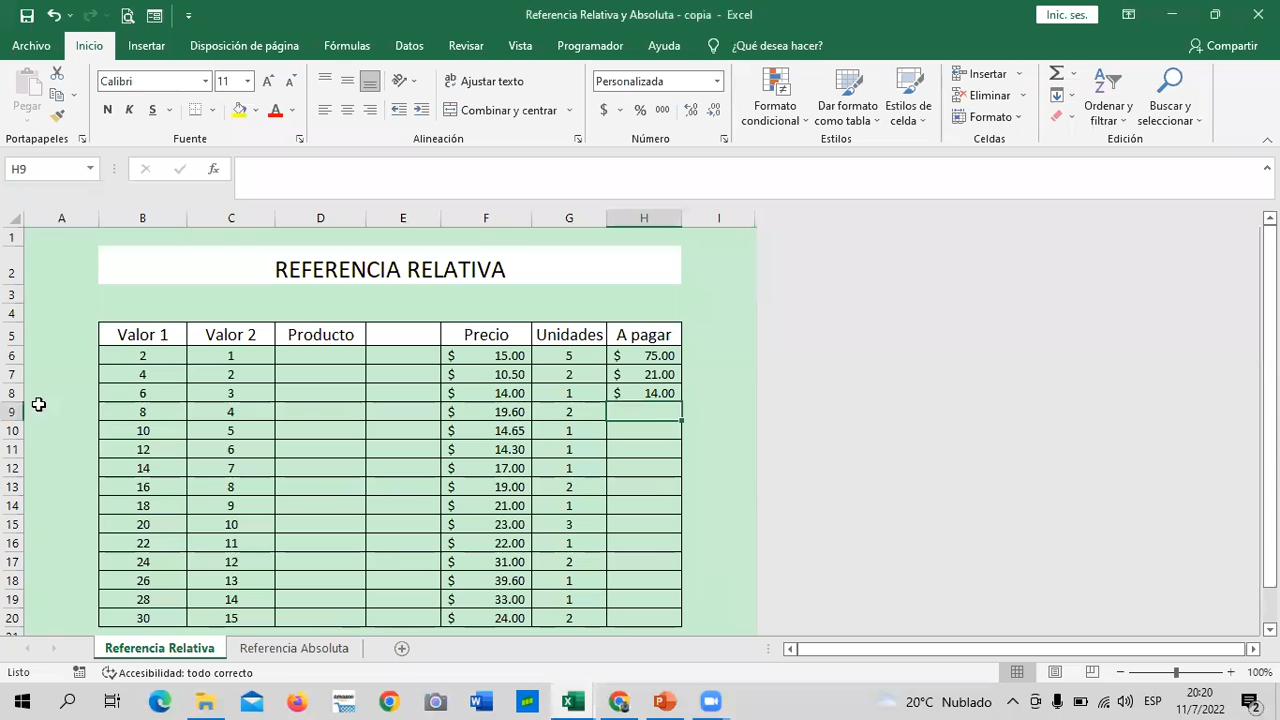 Referencia Relativa y Absoluta - copia - Excel
Inic. ses.
Archivo Inicio Insertar Disposición de página Fórmulas Datos Revisar Vista Programador Ayuda ¿Qué desea hacer? Compartir
Pegar
Calibri 11
N K S
Ajustar texto
Combinar y centrar
Personalizada
$ % 000
Formato condicional
Dar formato como tabla
Estilos de celda
Insertar
Eliminar
Formato
Ordenar y filtrar
Buscar y seleccionar
Portapapeles Fuente Alineación Número Estilos Celdas Edición
H9 fx
A B C D E F G H I
1
2 REFERENCIA RELATIVA
3
4
5 Valor 1 Valor 2 Producto Precio Unidades A pagar
6 2 1 $ 15.00 5 $ 75.00
7 4 2 $ 10.50 2 $ 21.00
8 6 3 $ 14.00 1 $ 14.00
9 8 4 $ 19.60 2
10 10 5 $ 14.65 1
11 12 6 $ 14.30 1
12 14 7 $ 17.00 1
13 16 8 $ 19.00 2
14 18 9 $ 21.00 1
15 20 10 $ 23.00 3
16 22 11 $ 22.00 1
17 24 12 $ 31.00 2
18 26 13 $ 39.60 1
19 28 14 $ 33.00 1
20 30 15 $ 24.00 2
Referencia Relativa Referencia Absoluta
Listo Accesibilidad: todo correcto 100%
20°C Nublado ESP 20:20
11/7/2022 2